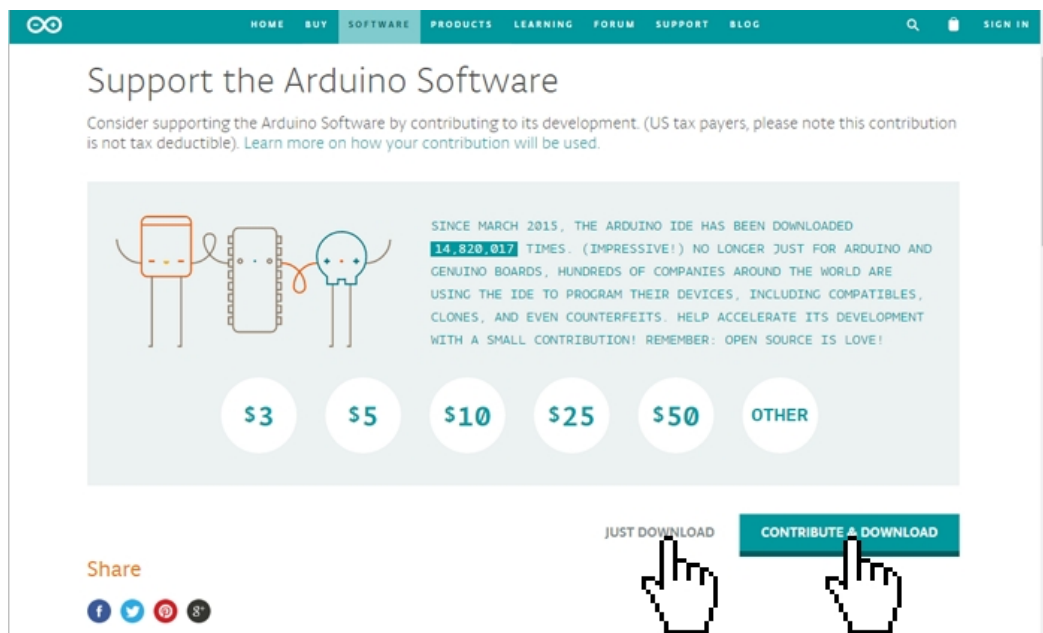 HOME BUY SOFTWARE PRODUCTS LEARNING FORUM SUPPORT BLOG SIGN IN
Support the Arduino Software
Consider supporting the Arduino Software by contributing to its development. (US tax payers, please note this contribution
is not tax deductible). Learn more on how your contribution will be used.
SINCE MARCH 2015, THE ARDUINO IDE HAS BEEN DOWNLOADED
14,820,017 TIMES. (IMPRESSIVE!) NO LONGER JUST FOR ARDUINO AND
GENUINO BOARDS, HUNDREDS OF COMPANIES AROUND THE WORLD ARE
USING THE IDE TO PROGRAM THEIR DEVICES, INCLUDING COMPATIBLES,
CLONES, AND EVEN COUNTERFEITS. HELP ACCELERATE ITS DEVELOPMENT
WITH A SMALL CONTRIBUTION! REMEMBER: OPEN SOURCE IS LOVE!
$3 $5 $10 $25 $50 OTHER
JUST DOWNLOAD CONTRIBUTE & DOWNLOAD
Share